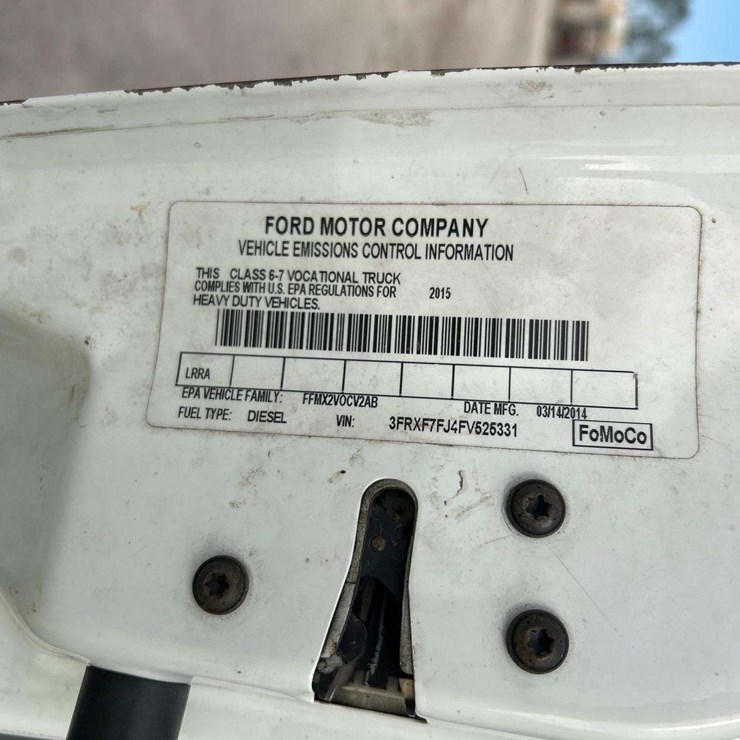 FORD MOTOR COMPANY
VEHICLE EMISSIONS CONTROL INFORMATION
THIS CLASS 6-7 VOCATIONAL TRUCK
COMPLIES WITH U.S. EPA REGULATIONS FOR 2015
HEAVY DUTY VEHICLES.
LRRA
EPA VEHICLE FAMILY: FFMX2VOCV2AB DATE MFG. 03/14/2014
FUEL TYPE: DIESEL VIN: 3FRXF7FJ4FV525331 FoMoCo